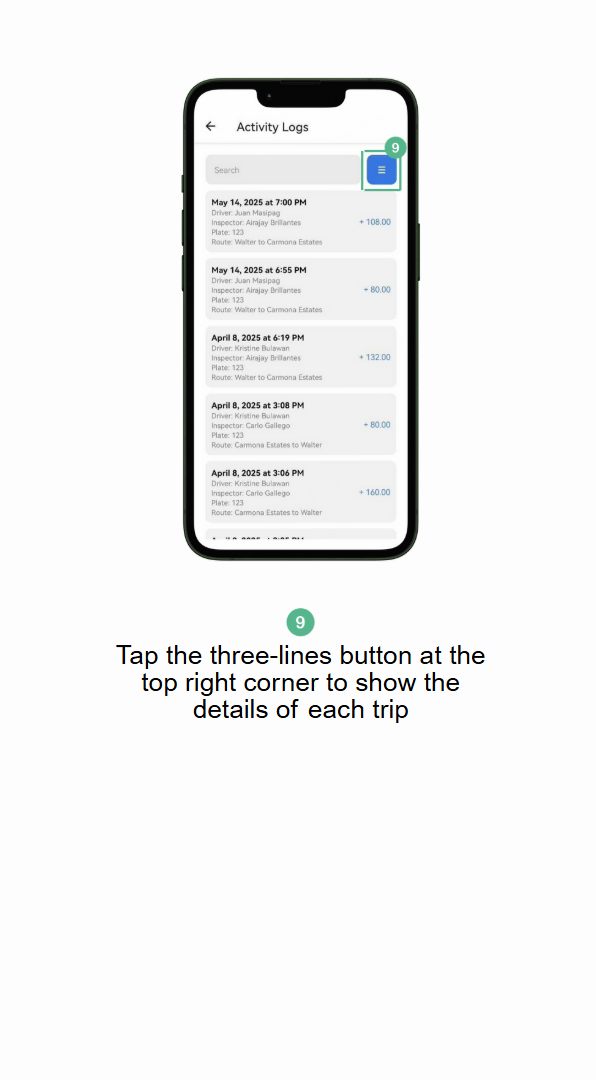 Activity Logs
9
Search
May 14, 2025 at 7:00 PM
Driver: Juan Masipag
Inspector: Airajay Brillantes
+ 108.00
Plate: 123
Route: Walter to Carmona Estates
May 14, 2025 at 6:55 PM
Driver: Juan Masipag
Inspector: Airajay Brillantes
+ 80.00
Plate: 123
Route: Walter to Carmona Estates
April 8, 2025 at 6:19 PM
Driver: Kristine Bulawan
Inspector: Airajay Brillantes
+ 132.00
Plate: 123
Route: Walter to Carmona Estates
April 8, 2025 at 3:08 PM
Driver: Kristine Bulawan
Inspector: Carlo Gallego
+ 80.00
Plate: 123
Route: Carmona Estates to Walter
April 8, 2025 at 3:06 PM
Driver: Kristine Bulawan
Inspector: Carlo Gallego
+ 160.00
Plate: 123
Route: Carmona Estates to Walter
9
Tap the three-lines button at the
top right corner to show the
details of each trip